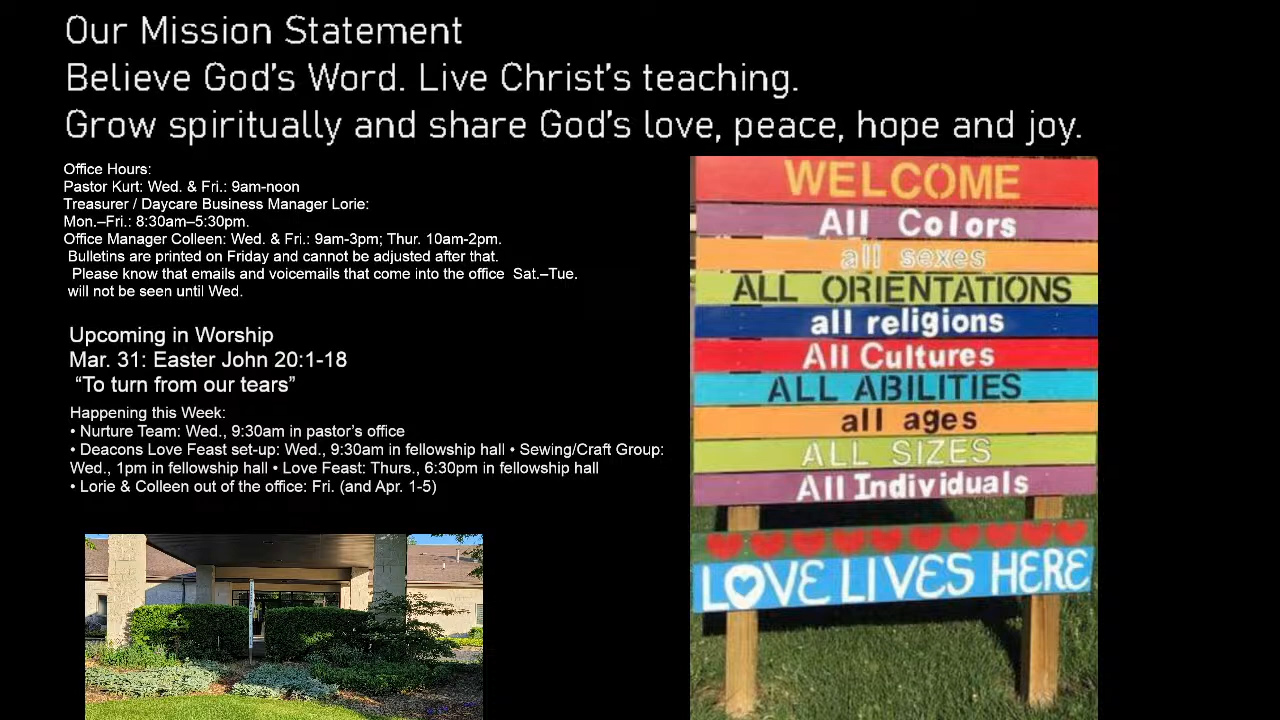 Our Mission Statement
Believe God's Word. Live Christ's teaching.
Grow spiritually and share God's love, peace, hope and joy.
Office Hours:
Pastor Kurt: Wed. & Fri.: 9am-noon
Treasurer / Daycare Business Manager Lorie:
Mon.–Fri.: 8:30am–5:30pm.
Office Manager Colleen: Wed. & Fri.: 9am-3pm; Thur. 10am-2pm.
Bulletins are printed on Friday and cannot be adjusted after that.
Please know that emails and voicemails that come into the office Sat.–Tue.
will not be seen until Wed.
Upcoming in Worship
Mar. 31: Easter John 20:1-18
“To turn from our tears”
Happening this Week:
• Nurture Team: Wed., 9:30am in pastor's office
• Deacons Love Feast set-up: Wed., 9:30am in fellowship hall • Sewing/Craft Group:
Wed., 1pm in fellowship hall • Love Feast: Thurs., 6:30pm in fellowship hall
• Lorie & Colleen out of the office: Fri. (and Apr. 1-5)
WELCOME
All Colors
all sexes
ALL ORIENTATIONS
all religions
All Cultures
ALL ABILITIES
all ages
ALL SIZES
All Individuals
LOVE LIVES HERE